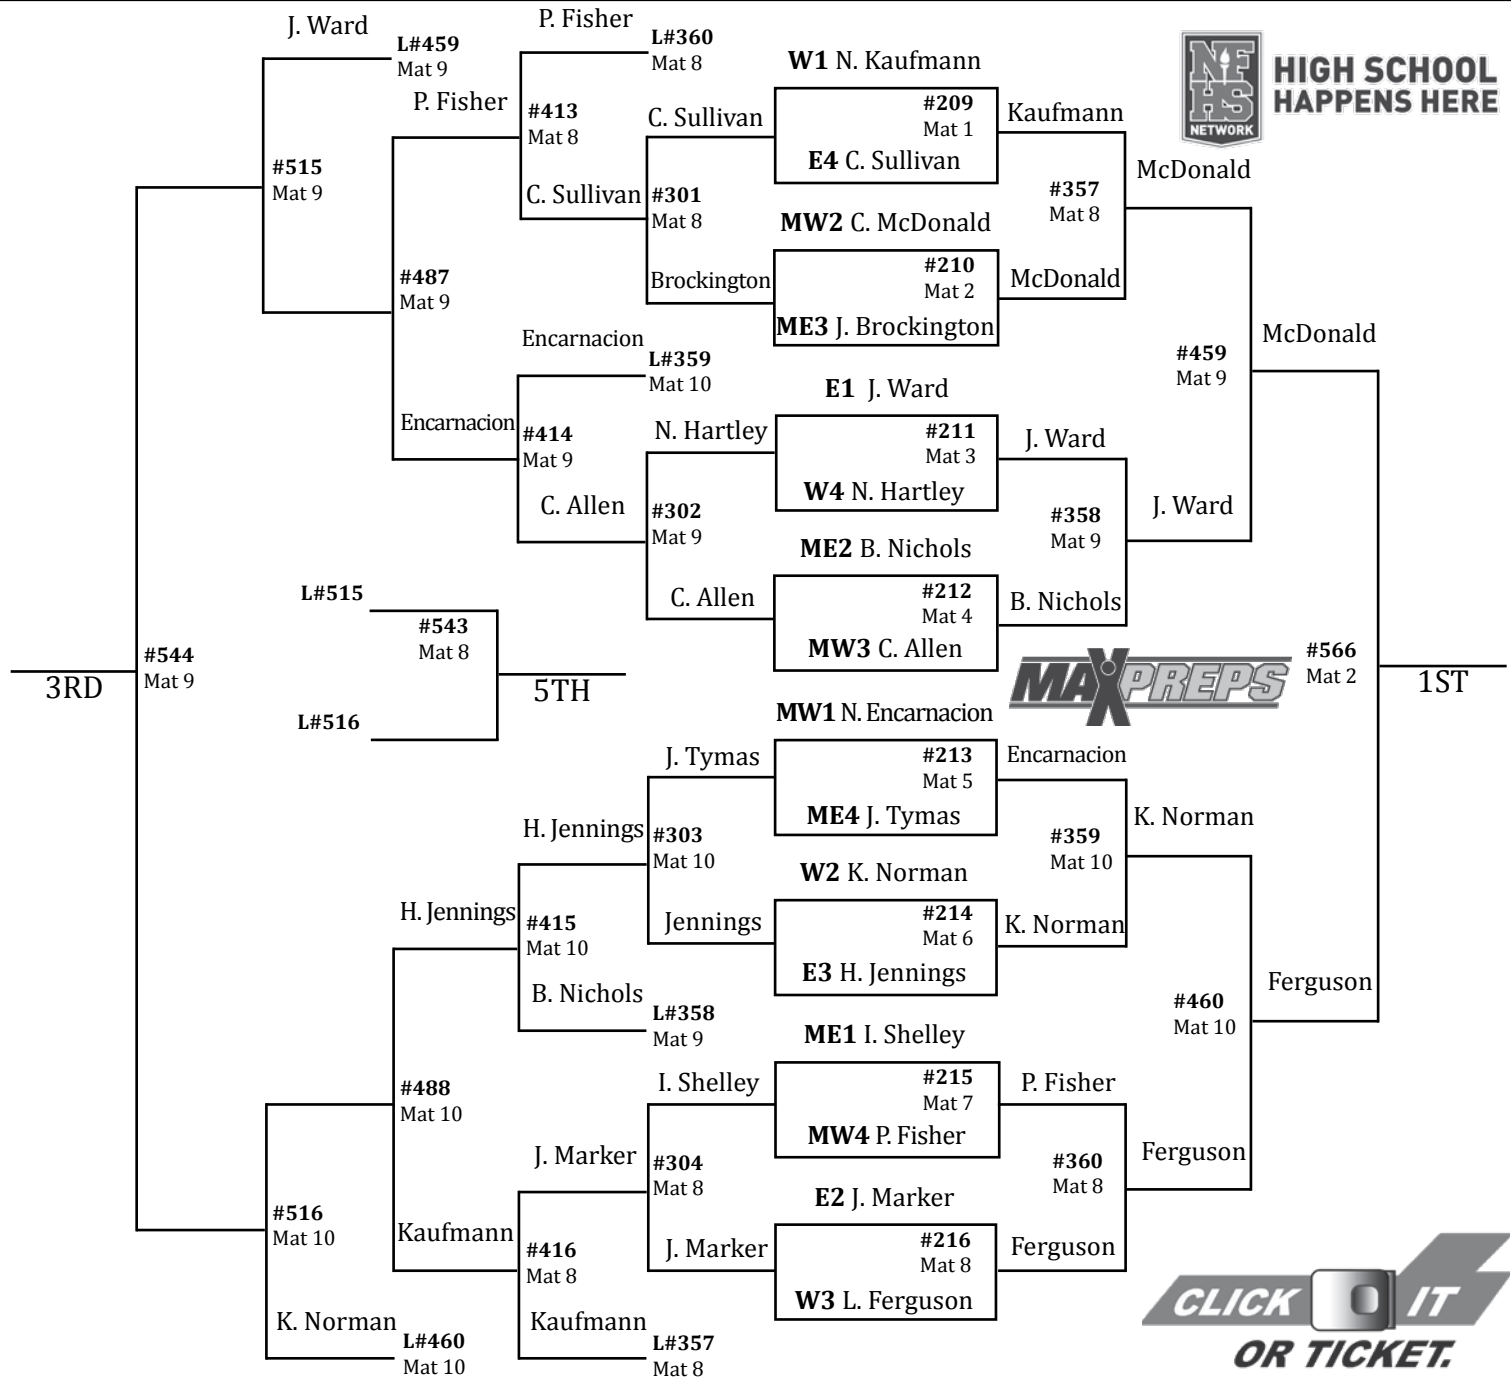 J. Ward
P. Fisher
L#459
Mat 9
L#360
Mat 8
W1 N. Kaufmann
NFHS
NETWORK
HIGH SCHOOL
HAPPENS HERE
P. Fisher
#413
Mat 8
C. Sullivan
#209
Mat 1
Kaufmann
E4 C. Sullivan
#515
Mat 9
C. Sullivan
#301
Mat 8
#357
Mat 8
McDonald
MW2 C. McDonald
#487
Mat 9
Brockington
#210
Mat 2
McDonald
ME3 J. Brockington
Encarnacion
L#359
Mat 10
#459
Mat 9
McDonald
E1 J. Ward
Encarnacion
#414
Mat 9
N. Hartley
#211
Mat 3
J. Ward
W4 N. Hartley
C. Allen
#302
Mat 9
#358
Mat 9
J. Ward
ME2 B. Nichols
L#515
C. Allen
#212
Mat 4
B. Nichols
#543
Mat 8
MW3 C. Allen
3RD
#544
Mat 9
5TH
MAXPREPS
#566
Mat 2
1ST
L#516
MW1 N. Encarnacion
J. Tymas
#213
Mat 5
Encarnacion
ME4 J. Tymas
H. Jennings
#303
Mat 10
#359
Mat 10
K. Norman
W2 K. Norman
H. Jennings
#415
Mat 10
Jennings
#214
Mat 6
K. Norman
E3 H. Jennings
B. Nichols
L#358
Mat 9
#460
Mat 10
Ferguson
ME1 I. Shelley
#488
Mat 10
I. Shelley
#215
Mat 7
P. Fisher
MW4 P. Fisher
J. Marker
#304
Mat 8
#360
Mat 8
Ferguson
E2 J. Marker
#516
Mat 10
Kaufmann
#416
Mat 8
J. Marker
#216
Mat 8
Ferguson
W3 L. Ferguson
K. Norman
L#460
Mat 10
Kaufmann
L#357
Mat 8
CLICK IT
OR TICKET.